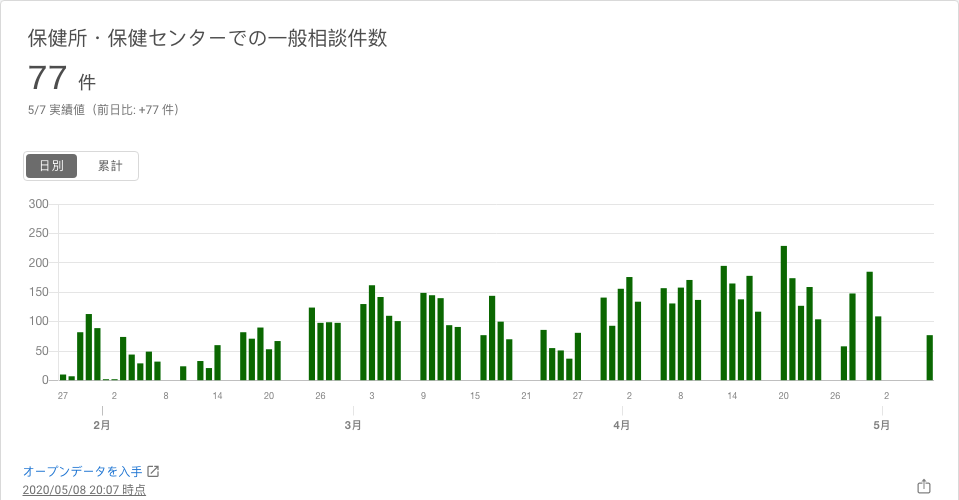 保健所・保健センターでの一般相談件数
77 件
5/7 実績値（前日比: +77 件）
日別 累計
300
250
200
150
100
50
0
27 2 8 14 20 26 3 9 15 21 27 2 8 14 20 26 2
2月 3月 4月 5月
オープンデータを入手
2020/05/08 20:07 時点